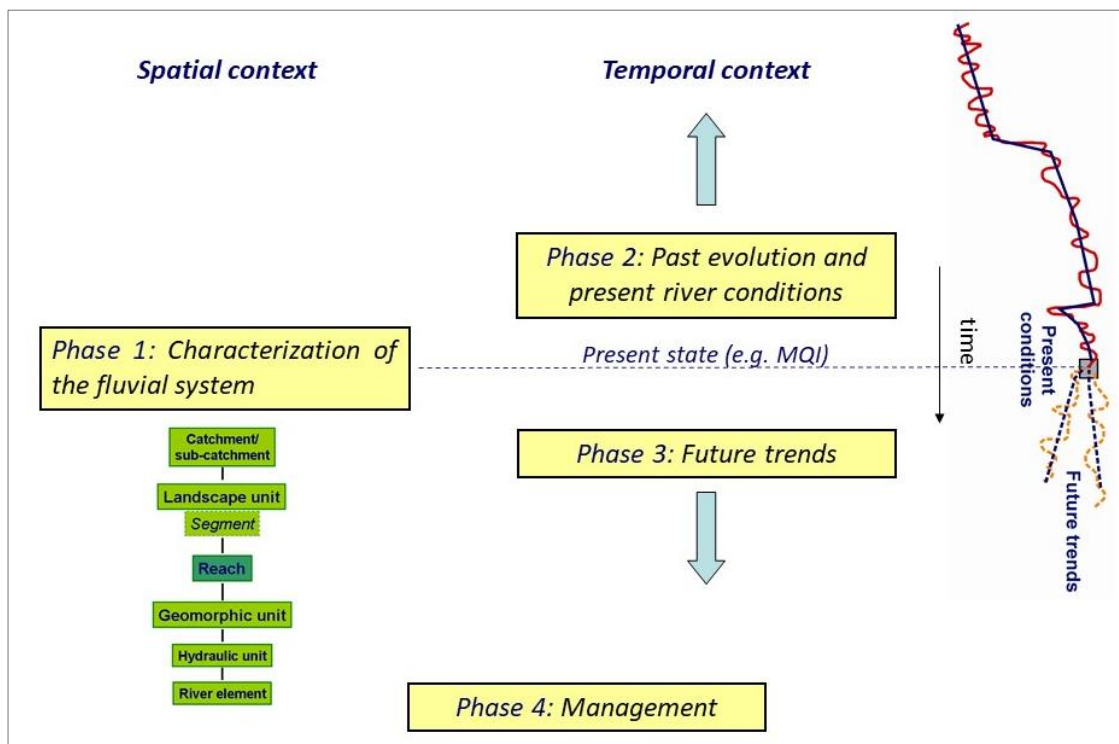 Spatial context
Temporal context
Phase 2: Past evolution and
present river conditions
Phase 1: Characterization of
the fluvial system
Present state (e.g. MQI)
time
Present
conditions
Phase 3: Future trends
Future trends
Catchment/
sub-catchment
Landscape unit
Segment
Reach
Geomorphic unit
Hydraulic unit
River element
Phase 4: Management